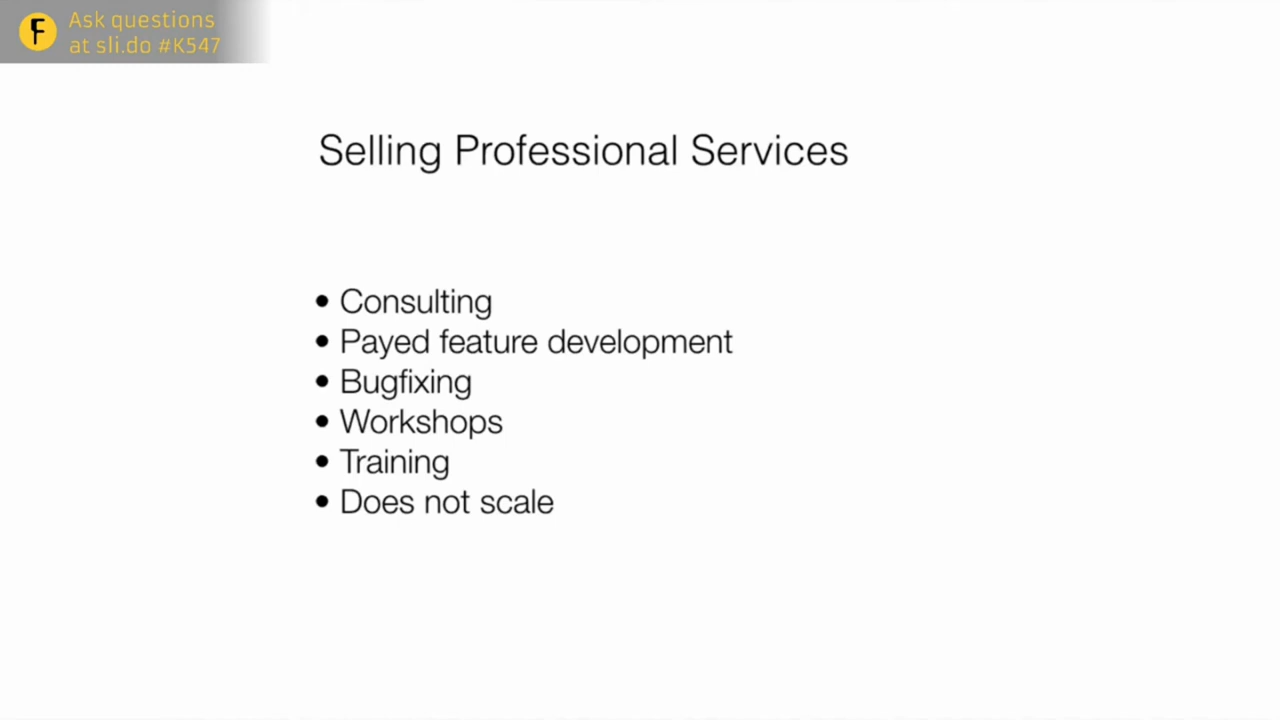 Ask questions
at sli.do #K547
Selling Professional Services
• Consulting
• Payed feature development
• Bugfixing
• Workshops
• Training
• Does not scale